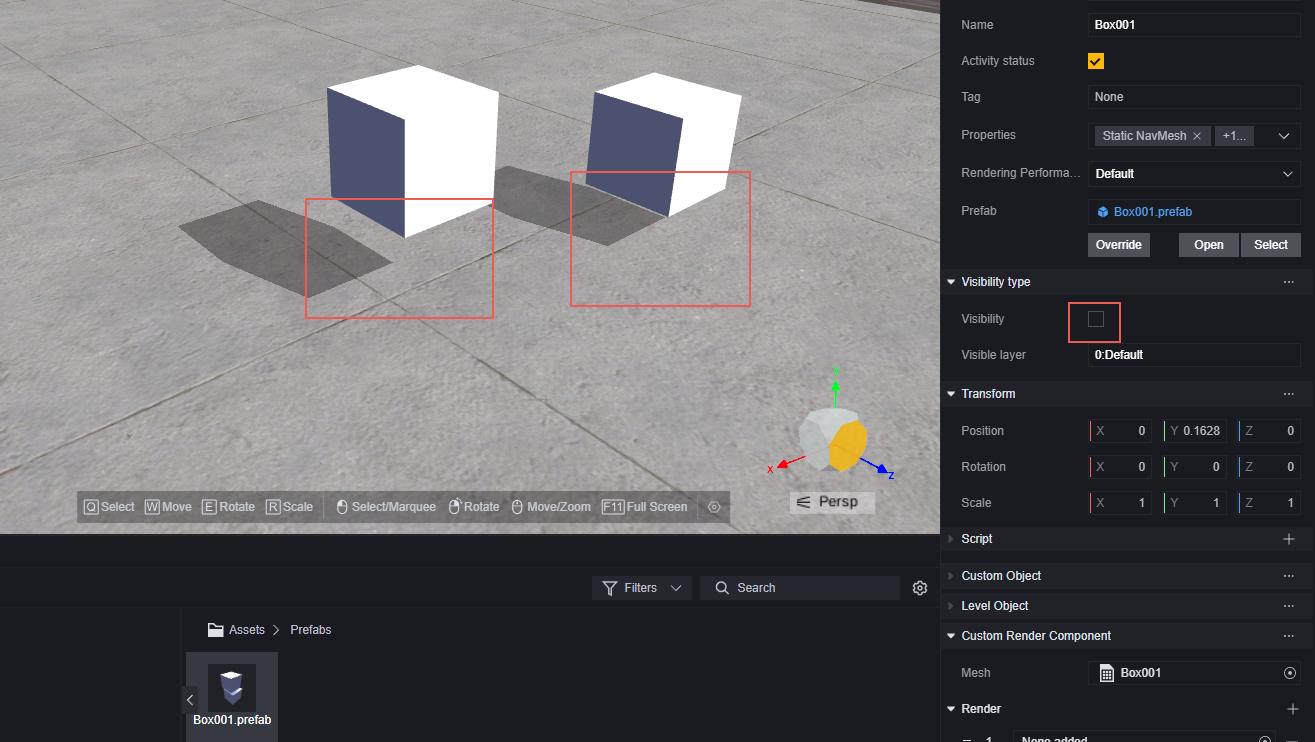 Name Box001
Activity status
Tag None
Properties Static NavMesh × +1...
Rendering Performa... Default
Prefab Box001.prefab
Override Open Select
Visibility type ...
Visibility
Visible layer 0:Default
Transform ...
Position X 0 Y 0.1628 Z 0
Rotation X 0 Y 0 Z 0
Scale X 1 Y 1 Z 1
Script +
Custom Object ...
Level Object ...
Custom Render Component ...
Mesh Box001
Render +
= 1 None added
Y
X
Z
Persp
Q Select W Move E Rotate R Scale Select/Marquee Rotate Move/Zoom F11 Full Screen
Filters Search
Assets > Prefabs
Box001.prefab